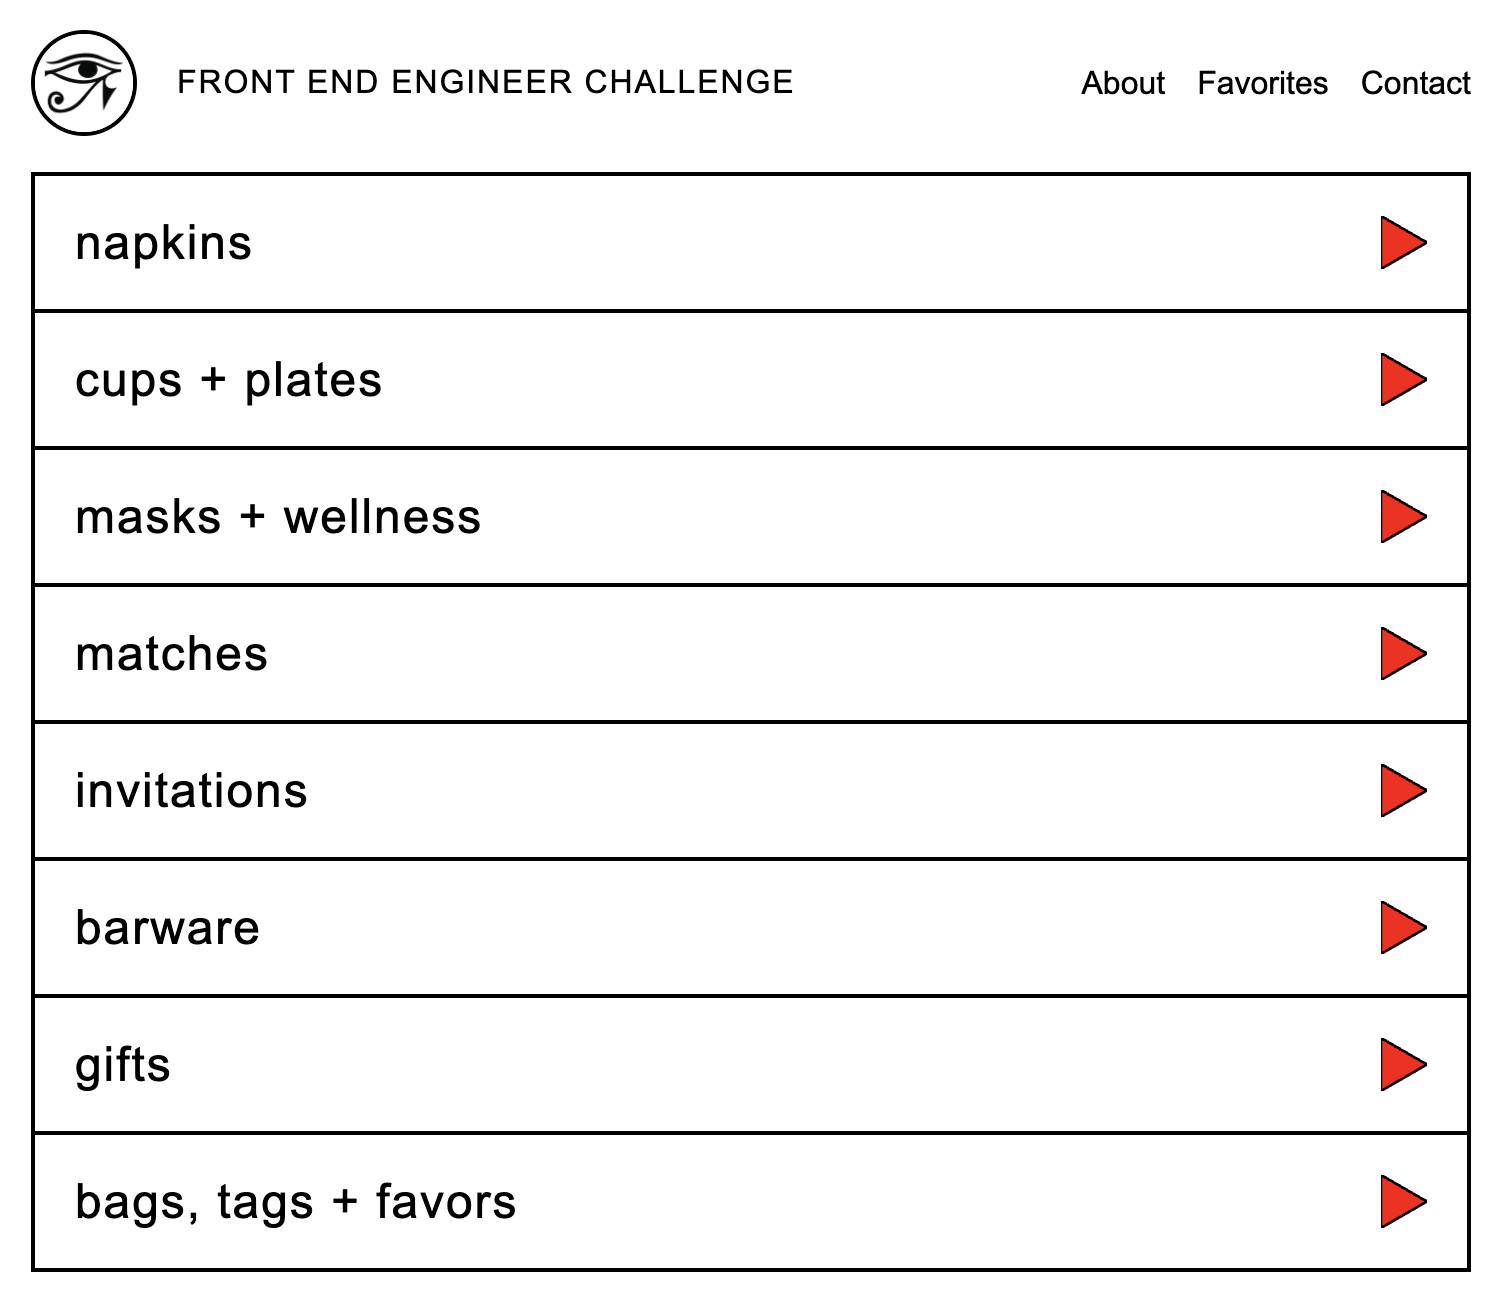 FRONT END ENGINEER CHALLENGE
About Favorites Contact
napkins
cups + plates
masks + wellness
matches
invitations
barware
gifts
bags, tags + favors